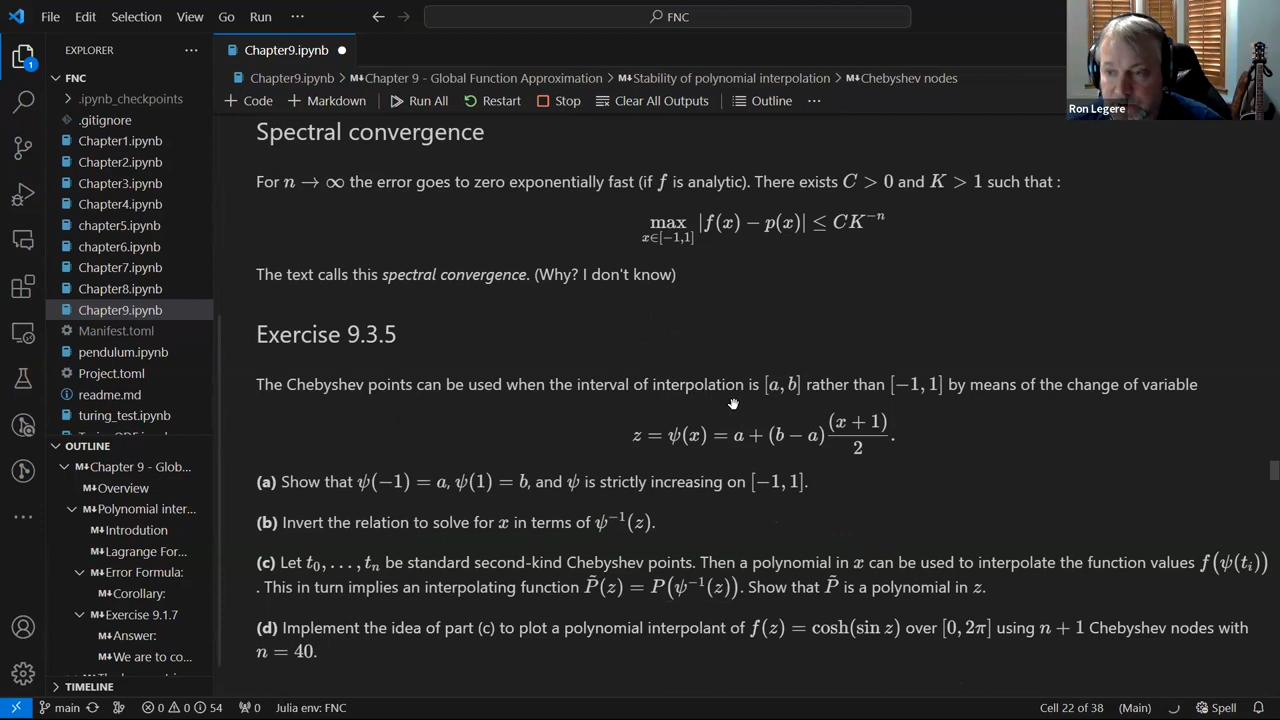 File Edit Selection View Go Run ··· FNC
EXPLORER ···
Chapter9.ipynb
FNC
.ipynb_checkpoints
.gitignore
Chapter1.ipynb
Chapter2.ipynb
Chapter3.ipynb
Chapter4.ipynb
chapter5.ipynb
chapter6.ipynb
Chapter7.ipynb
Chapter8.ipynb
Chapter9.ipynb
Manifest.toml
pendulum.ipynb
Project.toml
readme.md
turing_test.ipynb
OUTLINE
Chapter 9 - Glob...
Overview
Polynomial inter...
Introdution
Lagrange For...
Error Formula:
Corollary:
Exercise 9.1.7
Answer:
We are to co...
TIMELINE
Chapter9.ipynb > Chapter 9 - Global Function Approximation > Stability of polynomial interpolation > Chebyshev nodes
+ Code + Markdown Run All Restart Stop Clear All Outputs Outline ···
Ron Legere
Spectral convergence
For n → ∞ the error goes to zero exponentially fast (if f is analytic). There exists C > 0 and K > 1 such that :
max x∈[−1,1] |f(x) − p(x)| ≤ CK⁻ⁿ
The text calls this spectral convergence. (Why? I don't know)
Exercise 9.3.5
The Chebyshev points can be used when the interval of interpolation is [a, b] rather than [−1, 1] by means of the change of variable
z = ψ(x) = a + (b − a) (x + 1)/2.
(a) Show that ψ(−1) = a, ψ(1) = b, and ψ is strictly increasing on [−1, 1].
(b) Invert the relation to solve for x in terms of ψ⁻¹(z).
(c) Let t₀, . . . , tₙ be standard second-kind Chebyshev points. Then a polynomial in x can be used to interpolate the function values f(ψ(tᵢ))
. This in turn implies an interpolating function P̃(z) = P(ψ⁻¹(z)). Show that P̃ is a polynomial in z.
(d) Implement the idea of part (c) to plot a polynomial interpolant of f(z) = cosh(sin z) over [0, 2π] using n + 1 Chebyshev nodes with
n = 40.
1
main 0 0 54 0 Julia env: FNC Cell 22 of 38 (Main) Spell